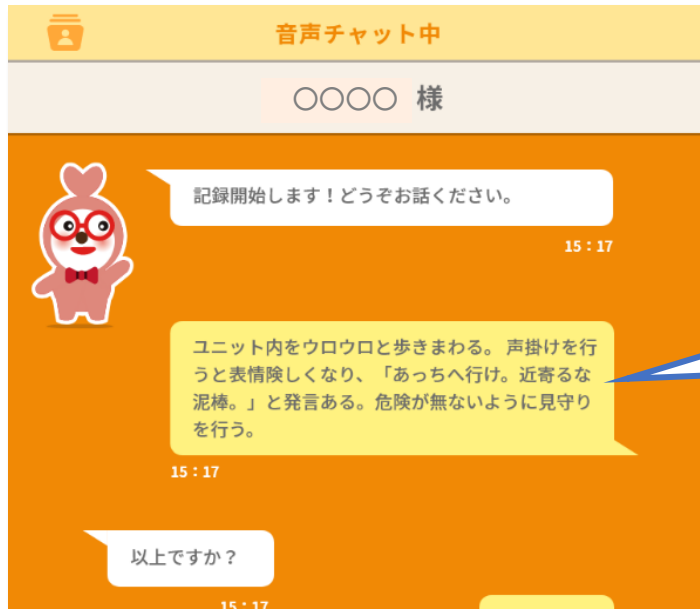 音声チャット中
○○○○ 様
記録開始します！どうぞお話ください。
15：17
ユニット内をウロウロと歩きまわる。 声掛けを行
うと表情険しくなり、「あっちへ行け。近寄るな
泥棒。」と発言ある。危険が無ないように見守り
を行う。
15：17
以上ですか？
15：17